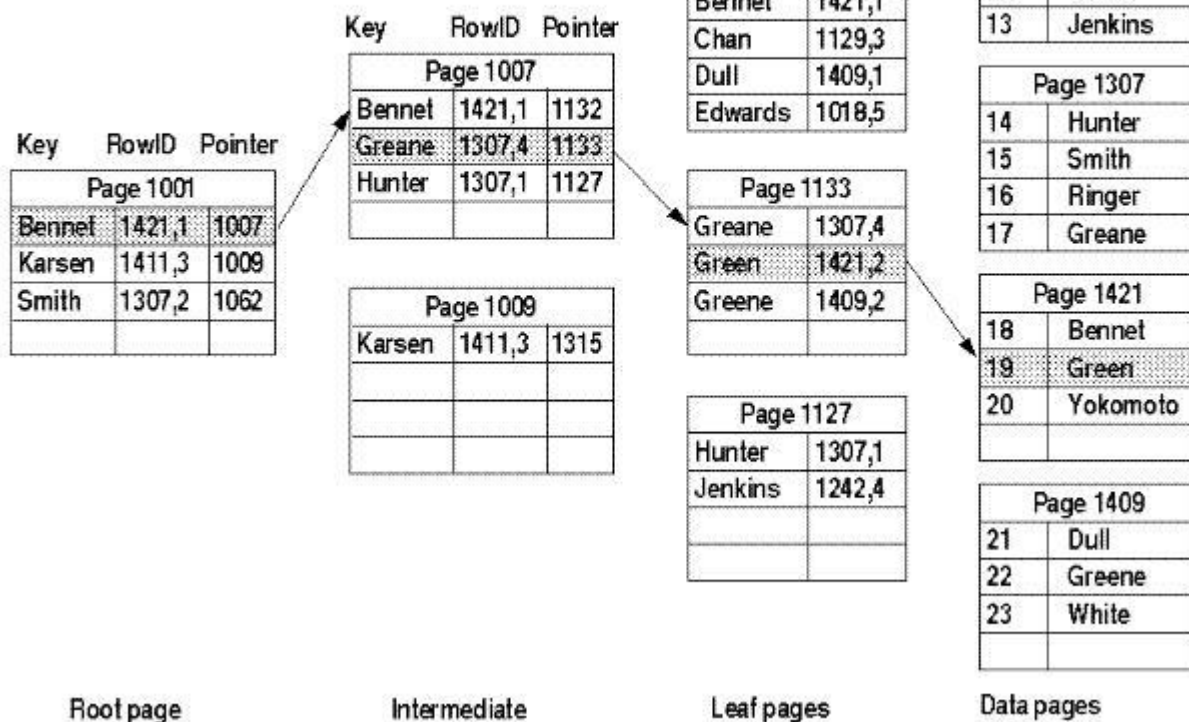 Key RowID Pointer
Page 1001
Bennet 1421,1 1007
Karsen 1411,3 1009
Smith 1307,2 1062
Root page
Key RowID Pointer
Page 1007
Bennet 1421,1 1132
Greane 1307,4 1133
Hunter 1307,1 1127
Page 1009
Karsen 1411,3 1315
Intermediate
Bennet 1421,1
Chan 1129,3
Dull 1409,1
Edwards 1018,5
Page 1133
Greane 1307,4
Green 1421,2
Greene 1409,2
Page 1127
Hunter 1307,1
Jenkins 1242,4
Leaf pages
13 Jenkins
Page 1307
14 Hunter
15 Smith
16 Ringer
17 Greane
Page 1421
18 Bennet
19 Green
20 Yokomoto
Page 1409
21 Dull
22 Greene
23 White
Data pages